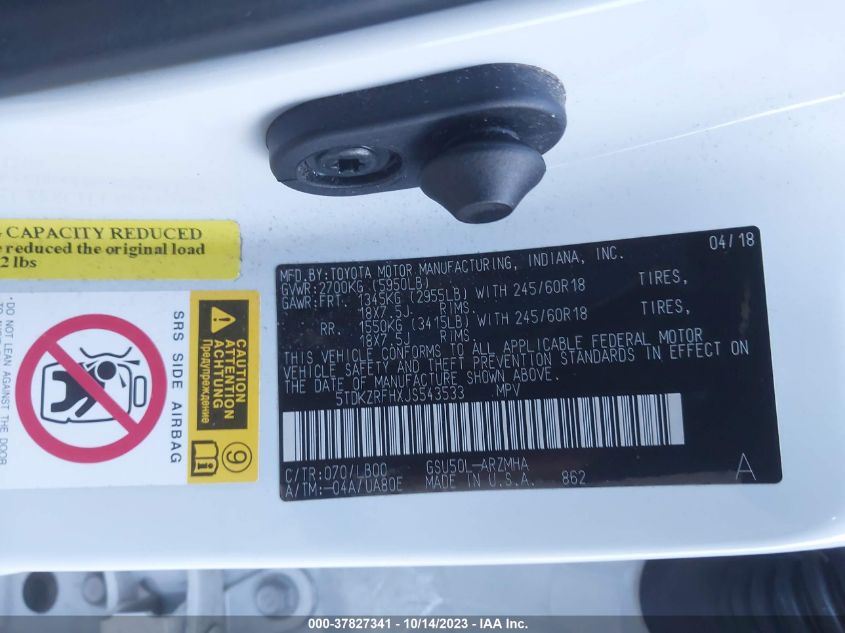 G CAPACITY REDUCED
e reduced the original load
2 lbs
04/18
MFD.BY:TOYOTA MOTOR MANUFACTURING, INDIANA, INC.
GVWR:2700KG (5950LB)
GAWR:FRT. 1345KG (2955LB) WITH 245/60R18 TIRES,
18X7.5J RIMS.
RR. 1550KG (3415LB) WITH 245/60R18 TIRES,
18X7.5J RIMS.
THIS VEHICLE CONFORMS TO ALL APPLICABLE FEDERAL MOTOR
VEHICLE SAFETY AND THEFT PREVENTION STANDARDS IN EFFECT ON
THE DATE OF MANUFACTURE SHOWN ABOVE.
5TDKZRFHXJS543533 MPV
C/TR:070/LB00 GSU50L-ARZMHA
A/TM:-04A/UA80E MADE IN U.S.A. 862
A
DO NOT LEAN AGAINST THE DOOR
SRS SIDE AIRBAG
CAUTION
ATTENTION
ACHTUNG
Предупреждение
9
000-37827341 - 10/14/2023 - IAA Inc.